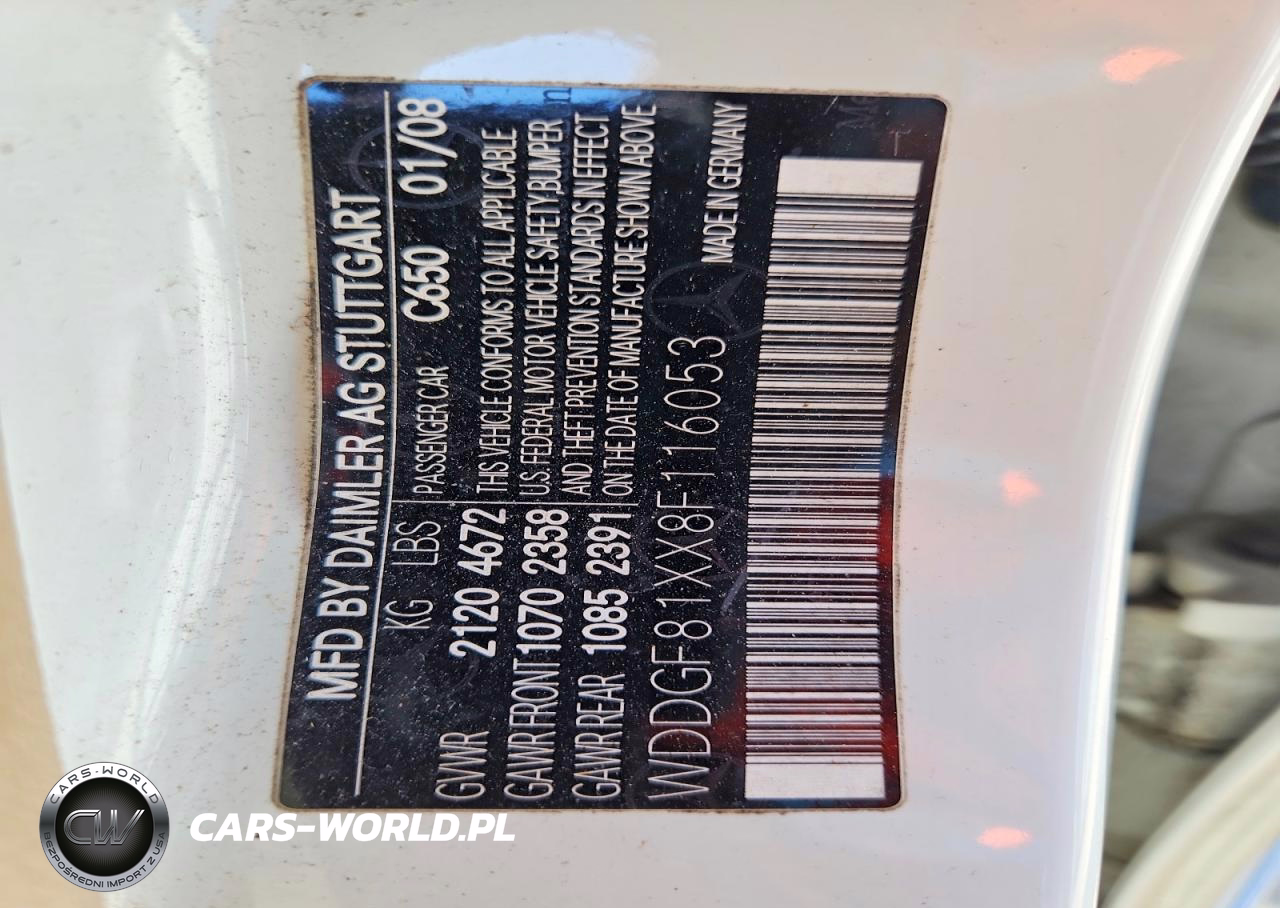 MFD BY DAIMLER AG STUTTGART
KG LBS PASSENGER CAR C650 01/08
GVWR 2120 4672 THIS VEHICLE CONFORMS TO ALL APPLICABLE
GAWR FRONT 1070 2358 U.S. FEDERAL MOTOR VEHICLE SAFETY, BUMPER
GAWR REAR 1085 2391 AND THEFT PREVENTION STANDARDS IN EFFECT
ON THE DATE OF MANUFACTURE SHOWN ABOVE
WDDGF81XX8F116053 MADE IN GERMANY
CARS-WORLD
CW
BEZPOŚREDNI IMPORT Z USA
CARS-WORLD.PL